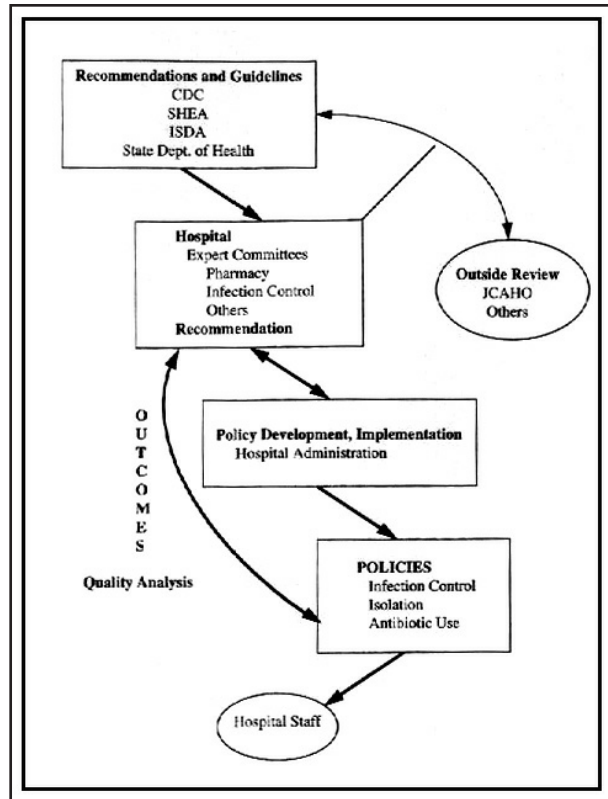 Recommendations and Guidelines
CDC
SHEA
ISDA
State Dept. of Health
Hospital
Expert Committees
Pharmacy
Infection Control
Others
Recommendation
Outside Review
JCAHO
Others
Policy Development, Implementation
Hospital Administration
OUTCOMES
Quality Analysis
POLICIES
Infection Control
Isolation
Antibiotic Use
Hospital Staff